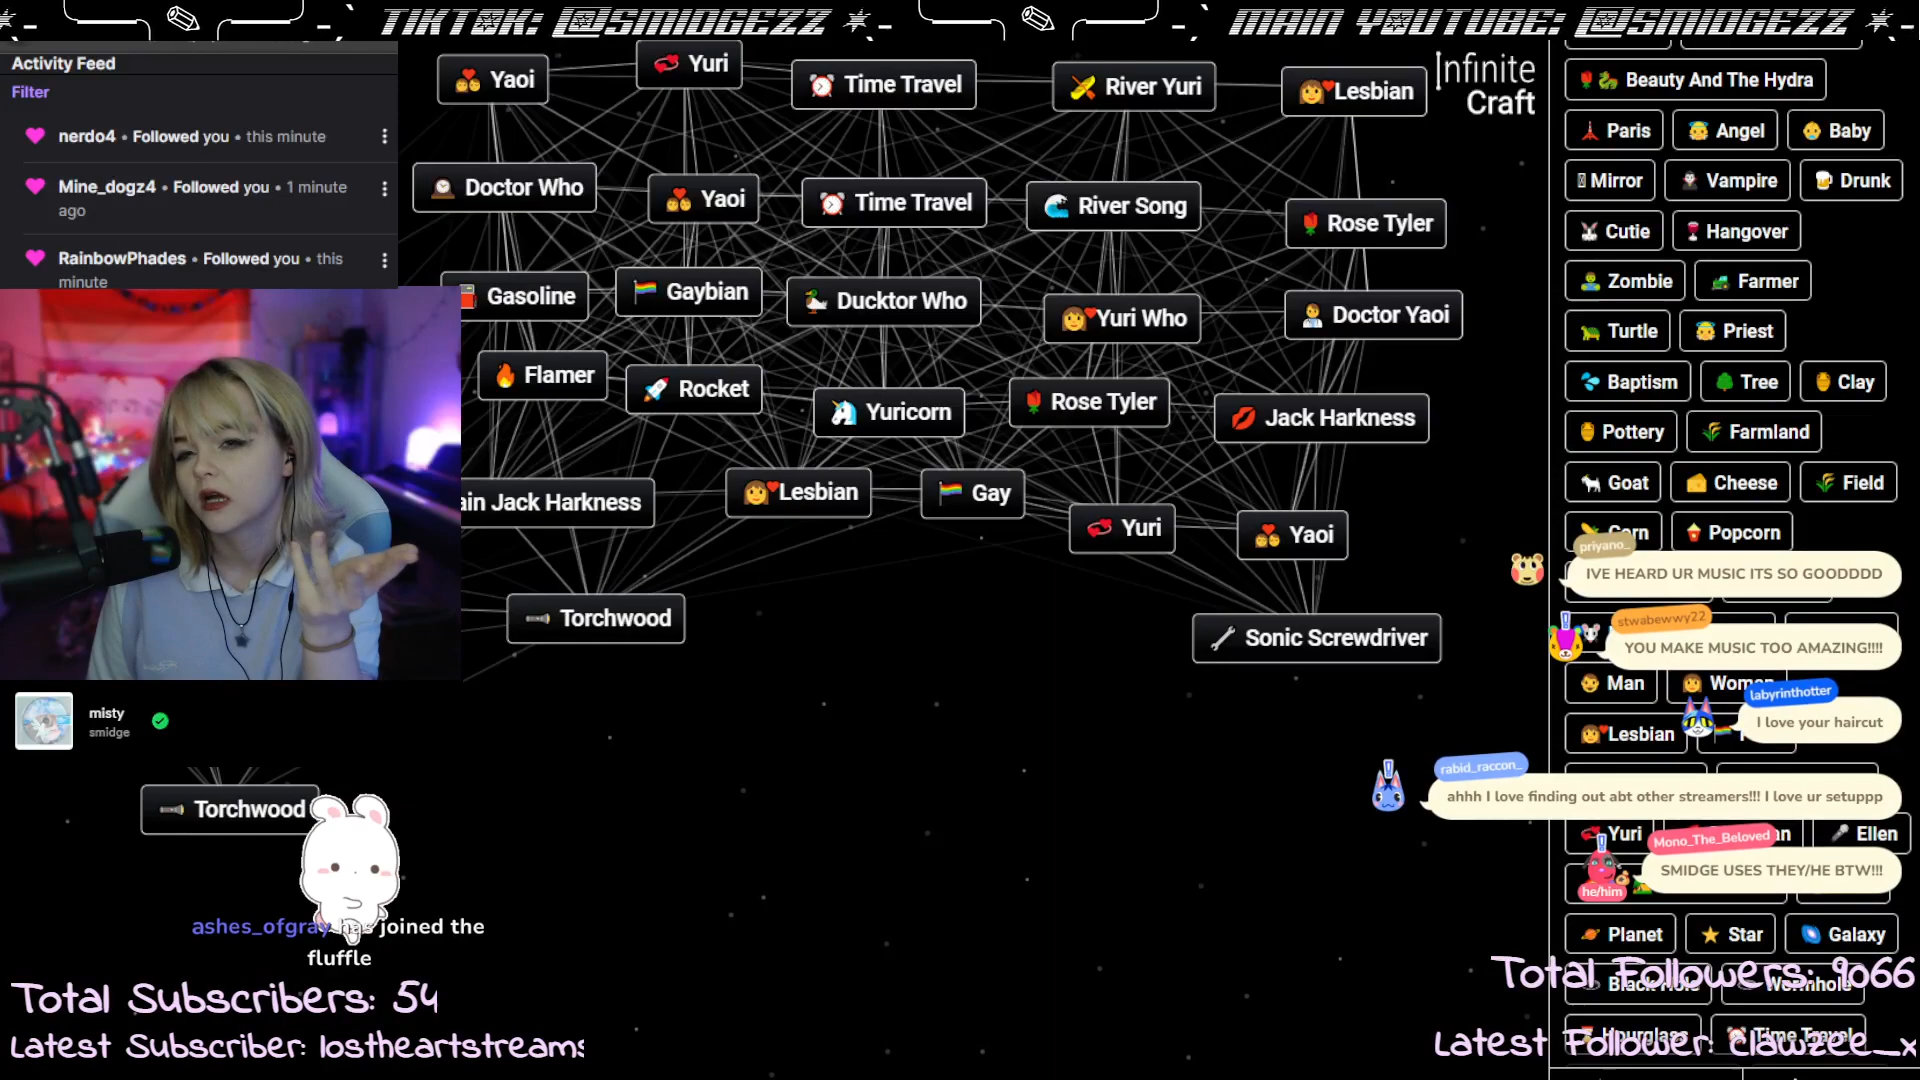 TIKTOK: @SMIDGEZZ
MAIN YOUTUBE: @SMIDGEZZ
Activity Feed
Filter
nerdo4 • Followed you • this minute
Mine_dogz4 • Followed you • 1 minute
ago
RainbowPhades • Followed you • this
minute
Yaoi
Yuri
Time Travel
River Yuri
Lesbian
Infinite
Craft
Doctor Who
Yaoi
Time Travel
River Song
Rose Tyler
Gasoline
Gaybian
Ducktor Who
Yuri Who
Doctor Yaoi
Flamer
Rocket
Yuricorn
Rose Tyler
Jack Harkness
ain Jack Harkness
Lesbian
Gay
Yuri
Yaoi
Torchwood
Sonic Screwdriver
misty
smidge
Torchwood
ashes_ofgray has joined the
fluffle
Total Subscribers: 54
Latest Subscriber: lostheartstreams
Beauty And The Hydra
Paris
Angel
Baby
Mirror
Vampire
Drunk
Cutie
Hangover
Zombie
Farmer
Turtle
Priest
Baptism
Tree
Clay
Pottery
Farmland
Goat
Cheese
Field
Corn
Popcorn
priyano_
IVE HEARD UR MUSIC ITS SO GOODDDD
stwabewwy22
YOU MAKE MUSIC TOO AMAZING!!!!
Man
Woman
labyrinthotter
I love your haircut
Lesbian
rabid_raccon_
ahhh I love finding out abt other streamers!!! I love ur setuppp
Yuri
Ellen
Mono_The_Beloved
SMIDGE USES THEY/HE BTW!!!
he/him
Planet
Star
Galaxy
Total Followers: 9066
Black Hole
Wormhole
Hourglass
Time Travel
Latest Follower: clawzee_x